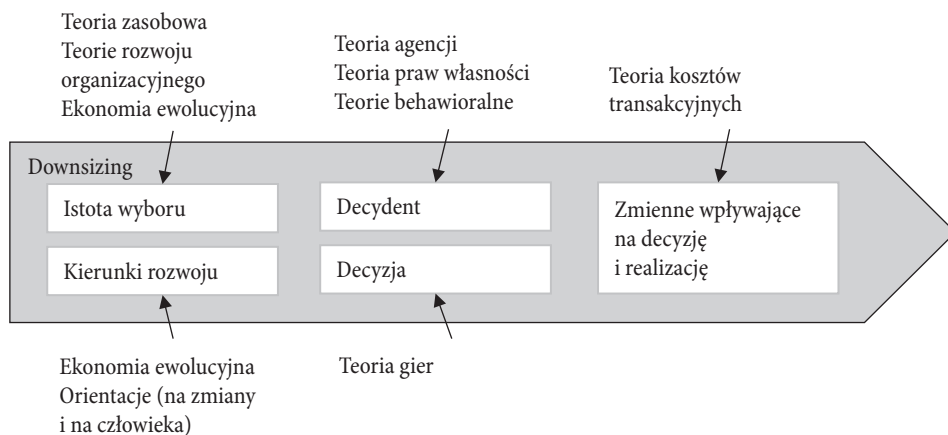 Teoria zasobowa
Teorie rozwoju
organizacyjnego
Ekonomia ewolucyjna
Teoria agencji
Teoria praw własności
Teorie behawioralne
Teoria kosztów
transakcyjnych
Downsizing
Istota wyboru
Kierunki rozwoju
Decydent
Decyzja
Zmienne wpływające
na decyzję
i realizację
Ekonomia ewolucyjna
Orientacje (na zmiany
i na człowieka)
Teoria gier